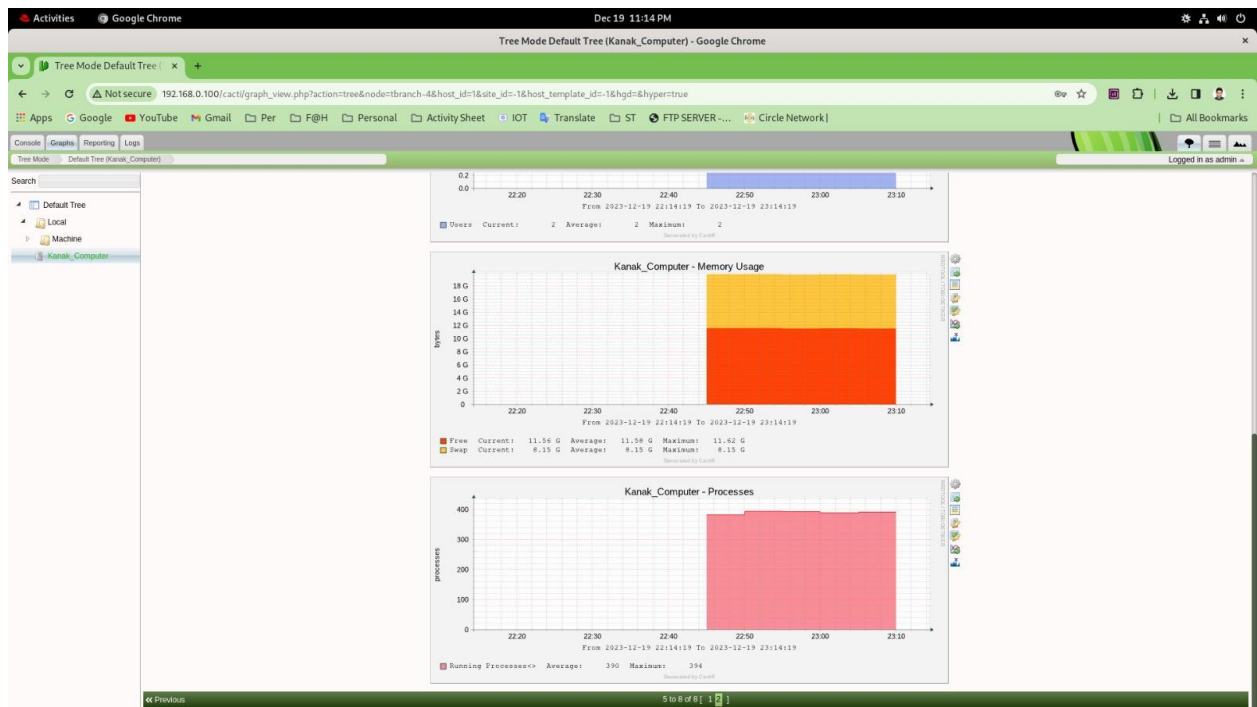 Activities Google Chrome Dec 19 11:14 PM
Tree Mode Default Tree (Kanak_Computer) - Google Chrome
Tree Mode Default Tree (
Not secure 192.168.0.100/cacti/graph_view.php?action=tree&node=tbranch-4&host_id=1&site_id=-1&host_template_id=-1&hgd=&hyper=true
Apps Google YouTube Gmail Per F@H Personal Activity Sheet IOT Translate ST FTP SERVER -... Circle Network | All Bookmarks
Console Graphs Reporting Logs
Tree Mode Default Tree (Kanak_Computer) Logged in as admin
Search
Default Tree
Local
Machine
Kanak_Computer
0.2
0.0
22:20 22:30 22:40 22:50 23:00 23:10
From 2023-12-19 22:14:19 To 2023-12-19 23:14:19
Users Current: 2 Average: 2 Maximum: 2
Generated by Cacti®
Kanak_Computer - Memory Usage
18 G
16 G
14 G
12 G
10 G
8 G
6 G
4 G
2 G
0
bytes
22:20 22:30 22:40 22:50 23:00 23:10
From 2023-12-19 22:14:19 To 2023-12-19 23:14:19
Free Current: 11.56 G Average: 11.58 G Maximum: 11.62 G
Swap Current: 8.15 G Average: 8.15 G Maximum: 8.15 G
Generated by Cacti®
Kanak_Computer - Processes
400
300
200
100
0
processes
22:20 22:30 22:40 22:50 23:00 23:10
From 2023-12-19 22:14:19 To 2023-12-19 23:14:19
Running Processes<> Average: 390 Maximum: 394
Generated by Cacti®
Previous 5 to 8 of 8 [ 1 2 ]